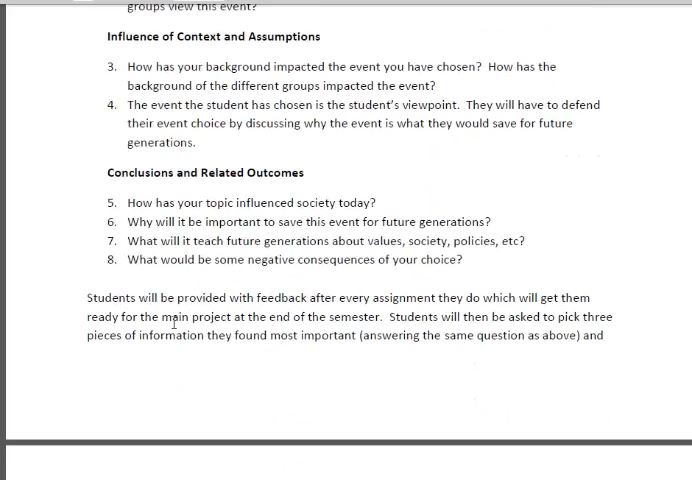 groups view this event?
Influence of Context and Assumptions
3. How has your background impacted the event you have chosen? How has the
background of the different groups impacted the event?
4. The event the student has chosen is the student's viewpoint. They will have to defend
their event choice by discussing why the event is what they would save for future
generations.
Conclusions and Related Outcomes
5. How has your topic influenced society today?
6. Why will it be important to save this event for future generations?
7. What will it teach future generations about values, society, policies, etc?
8. What would be some negative consequences of your choice?
Students will be provided with feedback after every assignment they do which will get them
ready for the main project at the end of the semester. Students will then be asked to pick three
pieces of information they found most important (answering the same question as above) and